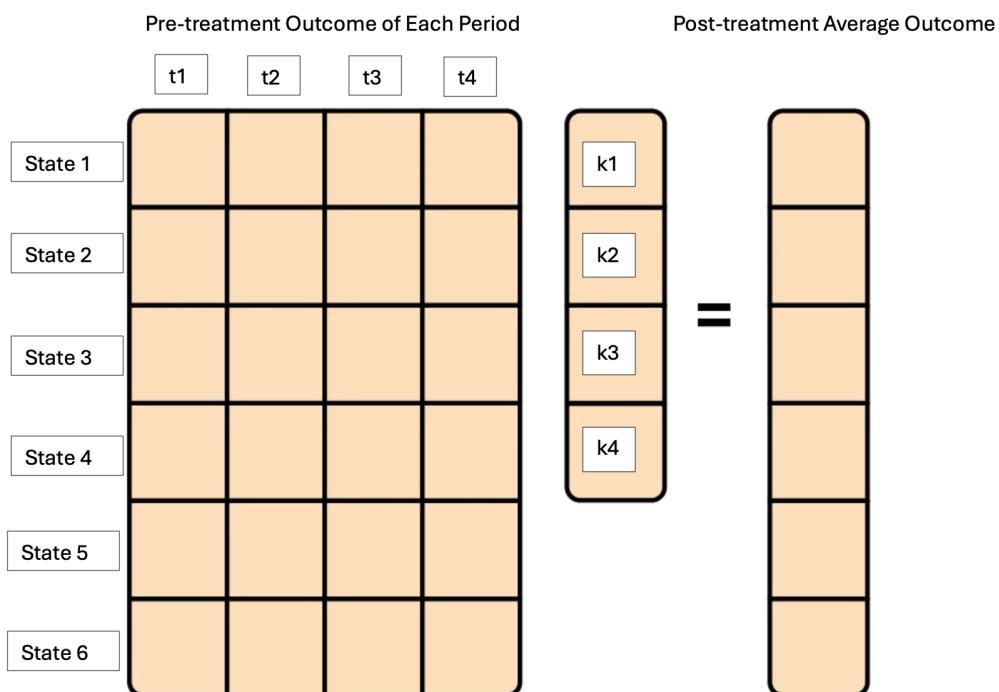 Pre-treatment Outcome of Each Period
Post-treatment Average Outcome
t1
t2
t3
t4
State 1
k1
State 2
k2
=
State 3
k3
State 4
k4
State 5
State 6